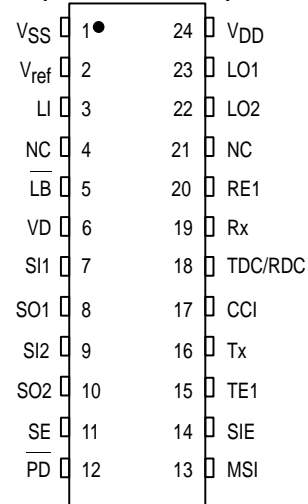 VSS 1 24 VDD
Vref 2 23 LO1
LI 3 22 LO2
NC 4 21 NC
LB 5 20 RE1
VD 6 19 Rx
SI1 7 18 TDC/RDC
SO1 8 17 CCI
SI2 9 16 Tx
SO2 10 15 TE1
SE 11 14 SIE
PD 12 13 MSI